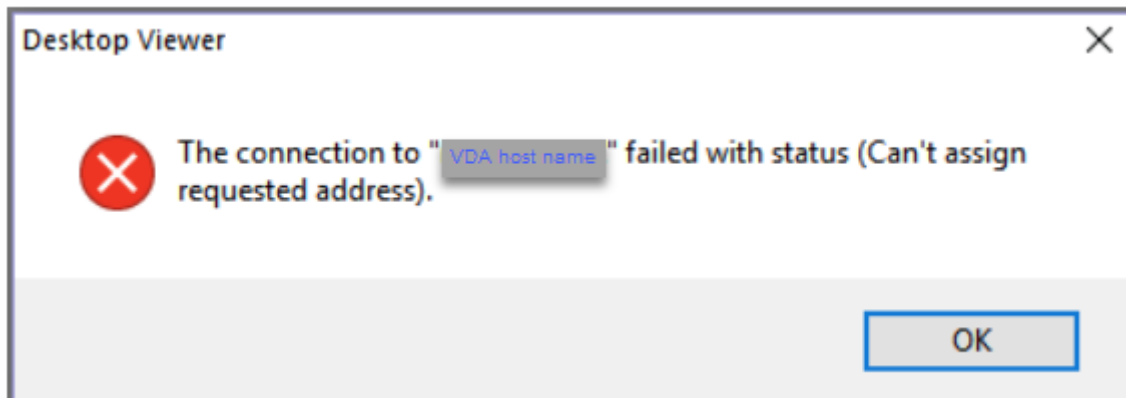 Desktop Viewer
The connection to "VDA host name" failed with status (Can't assign
requested address).
OK